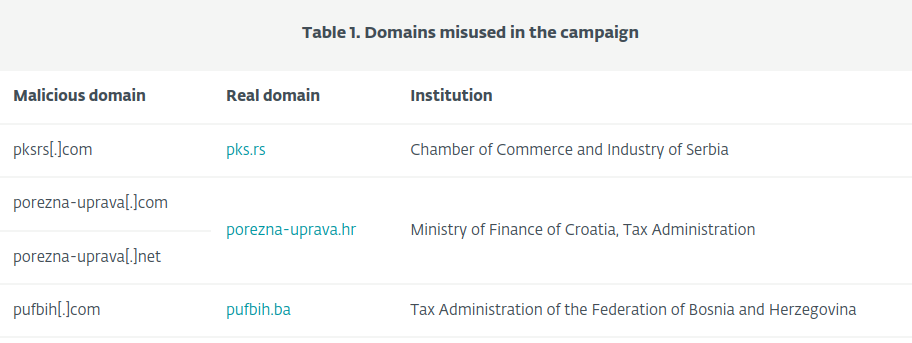 Table 1. Domains misused in the campaign
Malicious domain Real domain Institution
pksrs[.]com pks.rs Chamber of Commerce and Industry of Serbia
porezna-uprava[.]com
porezna-uprava.hr Ministry of Finance of Croatia, Tax Administration
porezna-uprava[.]net
pufbih[.]com pufbih.ba Tax Administration of the Federation of Bosnia and Herzegovina